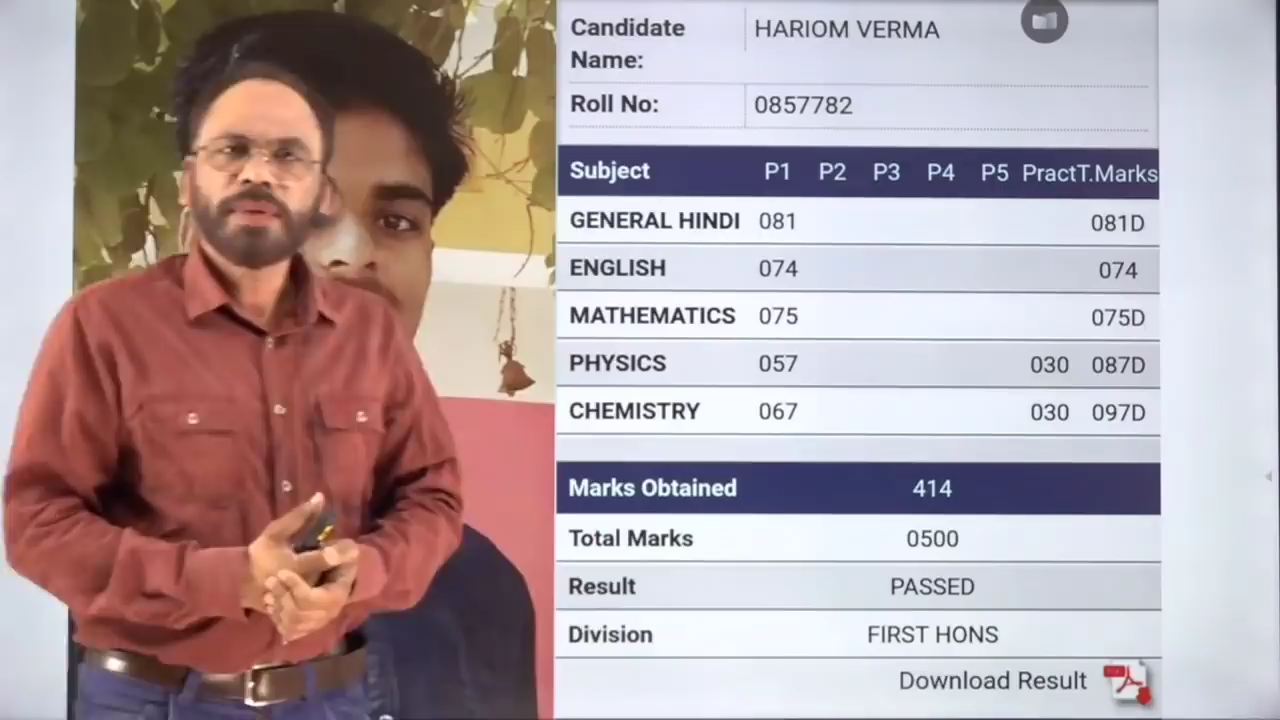 Candidate Name: HARIOM VERMA
Roll No: 0857782
Subject P1 P2 P3 P4 P5 PractT.Marks
GENERAL HINDI 081 081D
ENGLISH 074 074
MATHEMATICS 075 075D
PHYSICS 057 030 087D
CHEMISTRY 067 030 097D
Marks Obtained 414
Total Marks 0500
Result PASSED
Division FIRST HONS
Download Result